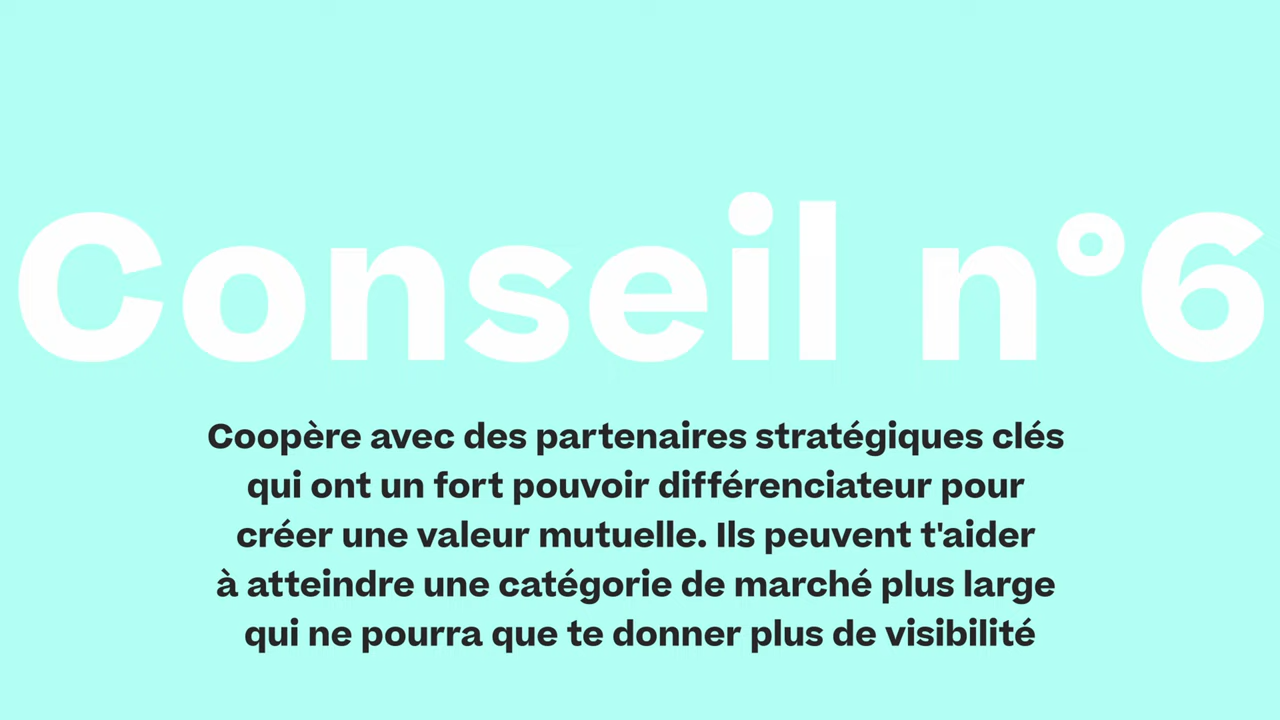 Conseil n°6
Coopère avec des partenaires stratégiques clés
qui ont un fort pouvoir différenciateur pour
créer une valeur mutuelle. Ils peuvent t'aider
à atteindre une catégorie de marché plus large
qui ne pourra que te donner plus de visibilité